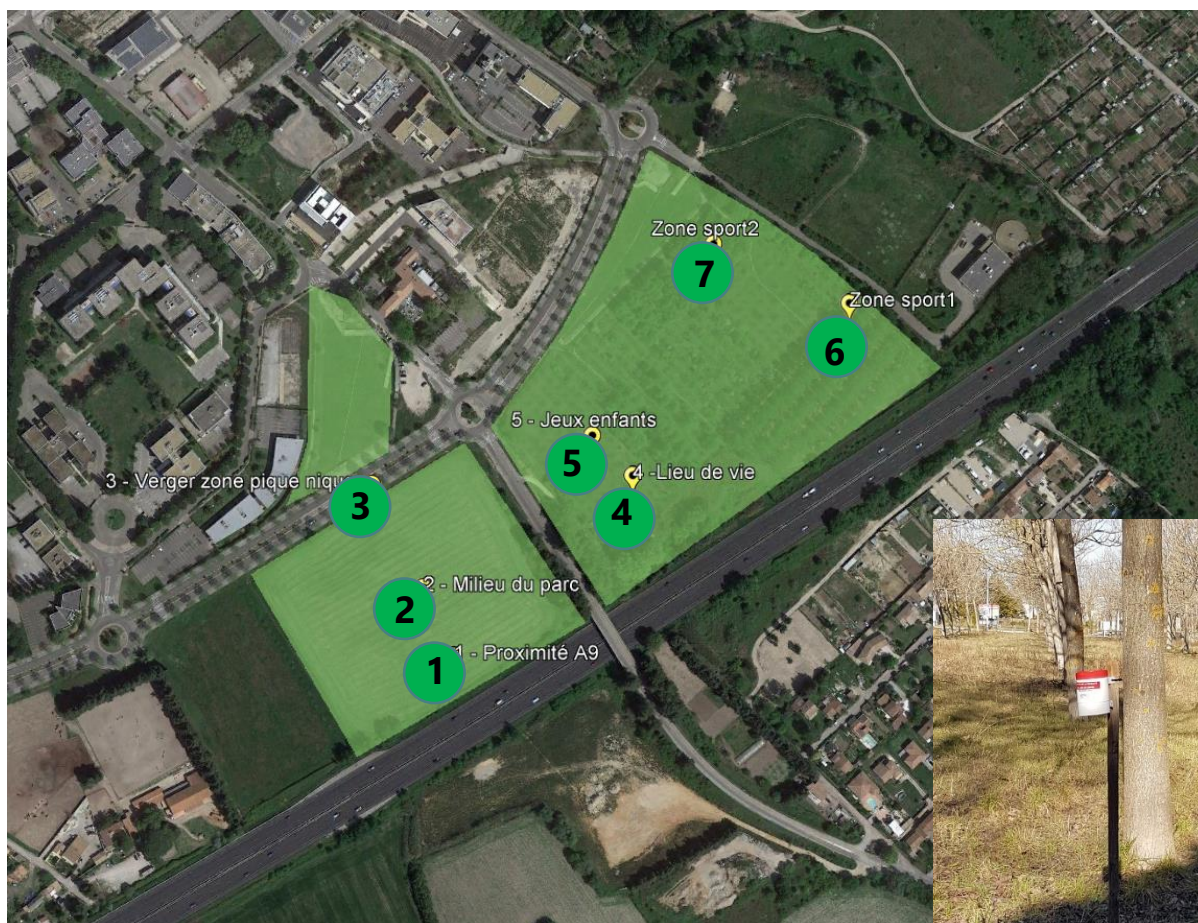 Zone sport2
7
Zone sport1
6
5 - Jeux enfants
5
4 -Lieu de vie
4
3 - Verger zone pique niqu
3
2 - Milieu du parc
2
1 - Proximité A9
1